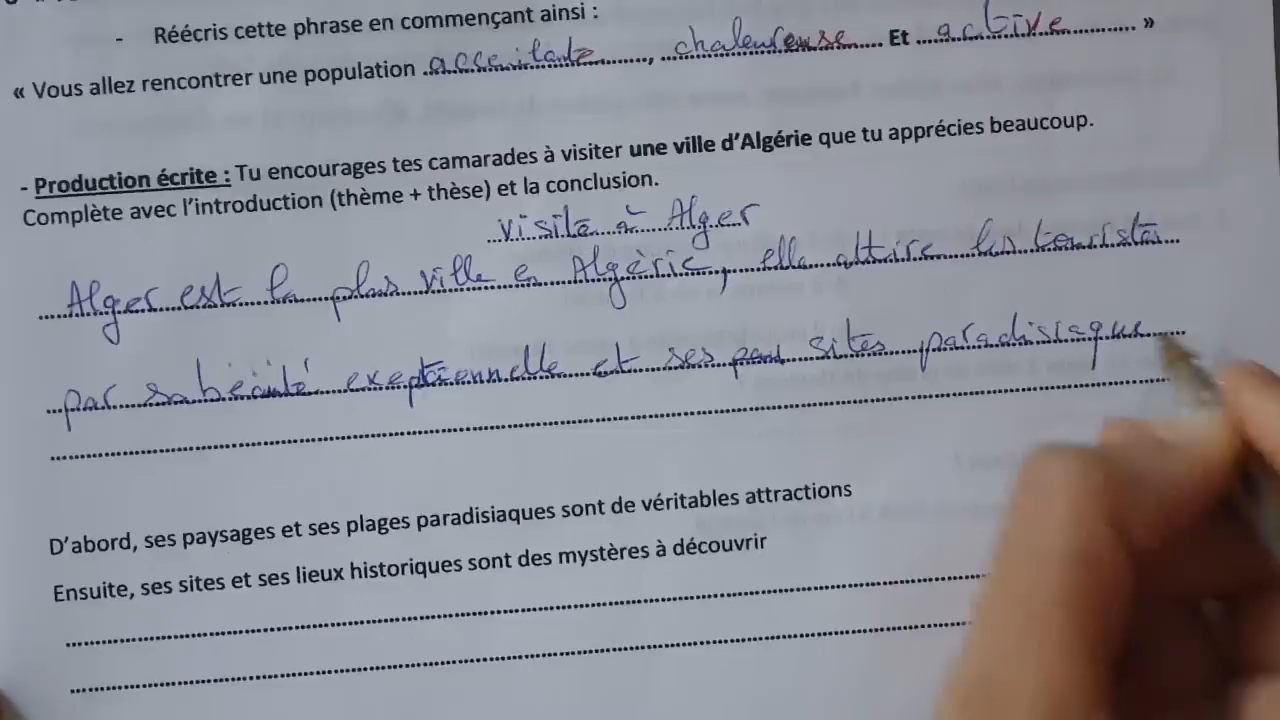 - Réécris cette phrase en commençant ainsi :
« Vous allez rencontrer une population accuitante, chaleureuse Et active »
- Production écrite : Tu encourages tes camarades à visiter une ville d'Algérie que tu apprécies beaucoup.
Complète avec l'introduction (thème + thèse) et la conclusion.
visite à Alger
Alger est la plus ville en Algérie, elle attire les touristes
par sa beauté exeptionnelle et ses sites paradisiaque
D'abord, ses paysages et ses plages paradisiaques sont de véritables attractions
Ensuite, ses sites et ses lieux historiques sont des mystères à découvrir